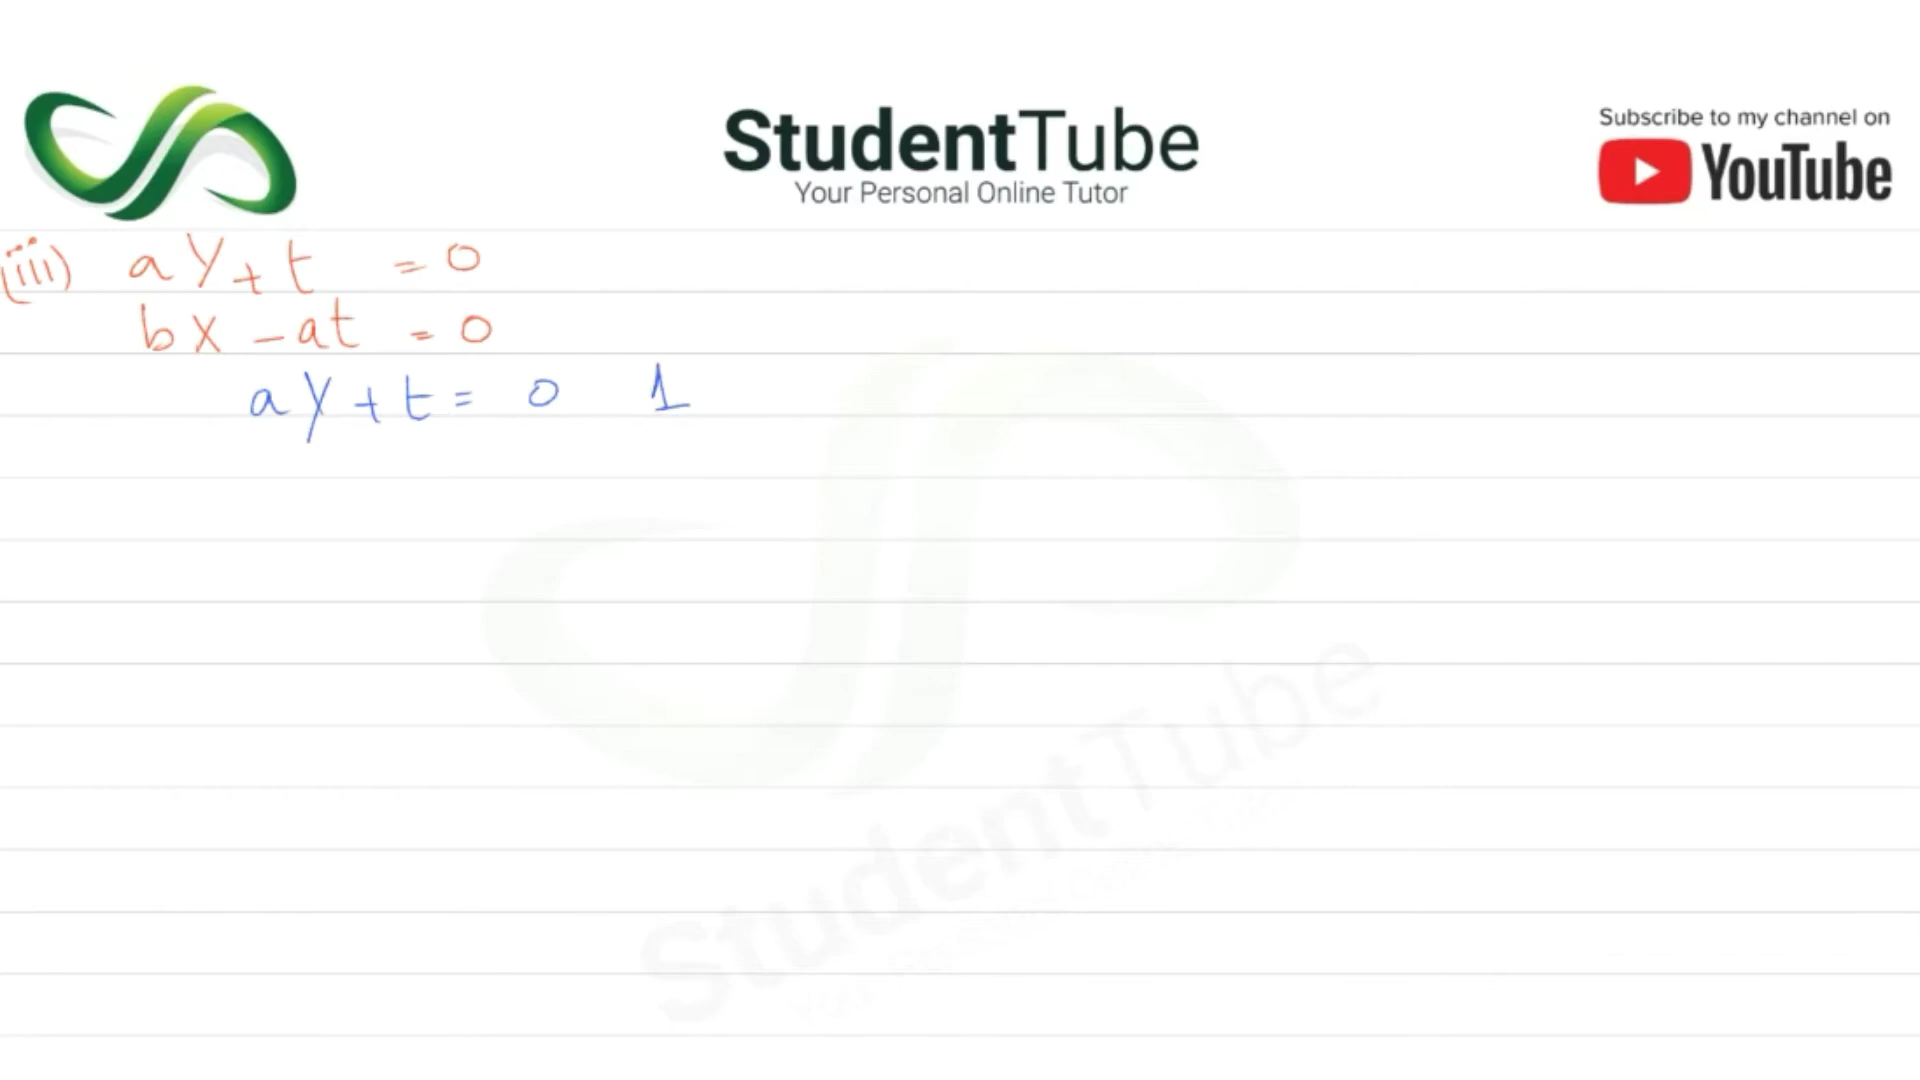 StudentTube
Your Personal Online Tutor
Subscribe to my channel on
YouTube
(iii) ay+t = 0
bx - at = 0
ay+t = 0 1
StudentTube